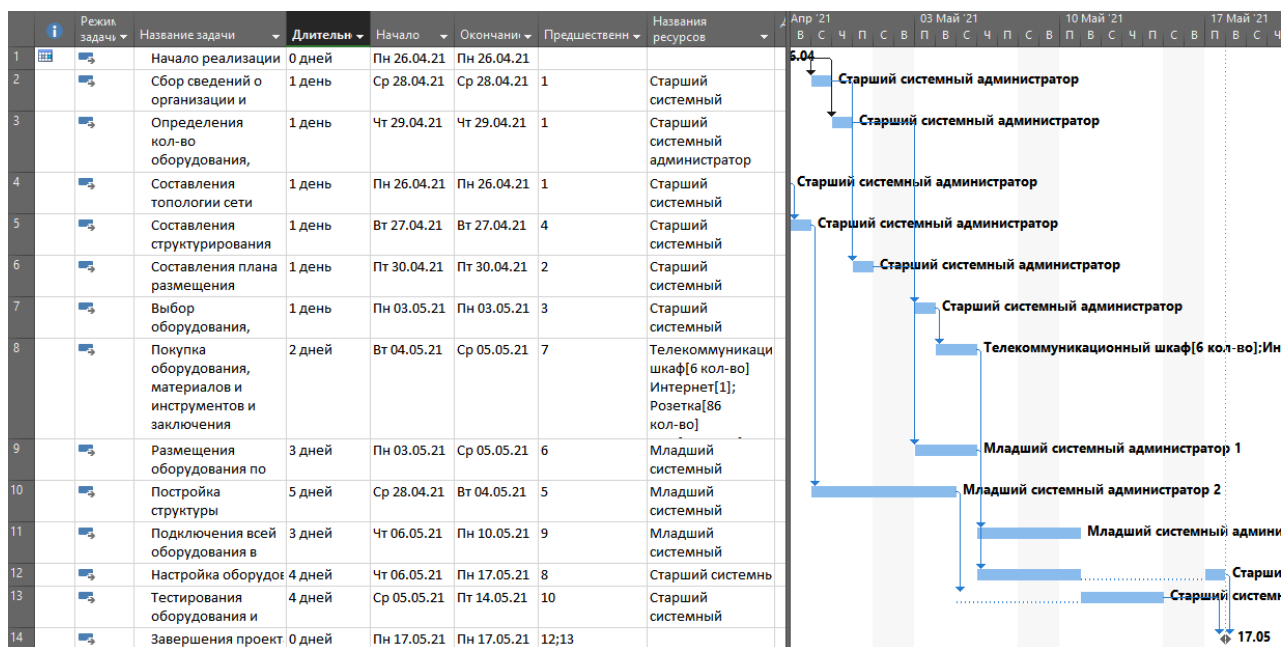 Режим задачи Название задачи Длительн Начало Окончани Предшественн Названия ресурсов
1 Начало реализации 0 дней Пн 26.04.21 Пн 26.04.21
2 Сбор сведений о организации и 1 день Ср 28.04.21 Ср 28.04.21 1 Старший системный
3 Определения кол-во оборудования, 1 день Чт 29.04.21 Чт 29.04.21 1 Старший системный администратор
4 Составления топологии сети 1 день Пн 26.04.21 Пн 26.04.21 1 Старший системный
5 Составления структурирования 1 день Вт 27.04.21 Вт 27.04.21 4 Старший системный
6 Составления плана размещения 1 день Пт 30.04.21 Пт 30.04.21 2 Старший системный
7 Выбор оборудования, 1 день Пн 03.05.21 Пн 03.05.21 3 Старший системный
8 Покупка оборудования, материалов и инструментов и заключения 2 дней Вт 04.05.21 Ср 05.05.21 7 Телекоммуникаци шкаф[6 кол-во] Интернет[1]; Розетка[86 кол-во]
9 Размещения оборудования по 3 дней Пн 03.05.21 Ср 05.05.21 6 Младший системный
10 Постройка структуры 5 дней Ср 28.04.21 Вт 04.05.21 5 Младший системный
11 Подключения всей оборудования в 3 дней Чт 06.05.21 Пн 10.05.21 9 Младший системный
12 Настройка оборудов 4 дней Чт 06.05.21 Пн 17.05.21 8 Старший системнь
13 Тестирования оборудования и 4 дней Ср 05.05.21 Пт 14.05.21 10 Старший системный
14 Завершения проект 0 дней Пн 17.05.21 Пн 17.05.21 12;13
Апр '21 03 Май '21 10 Май '21 17 Май '21
В С Ч П С В П В С Ч П С В П В С Ч П С В П В С Ч
6.04
Старший системный администратор
Старший системный администратор
Старший системный администратор
Старший системный администратор
Старший системный администратор
Старший системный администратор
Телекоммуникационный шкаф[6 кол-во];Ин
Младший системный администратор 1
Младший системный администратор 2
Младший системный админи
Старши
Старший систем
17.05